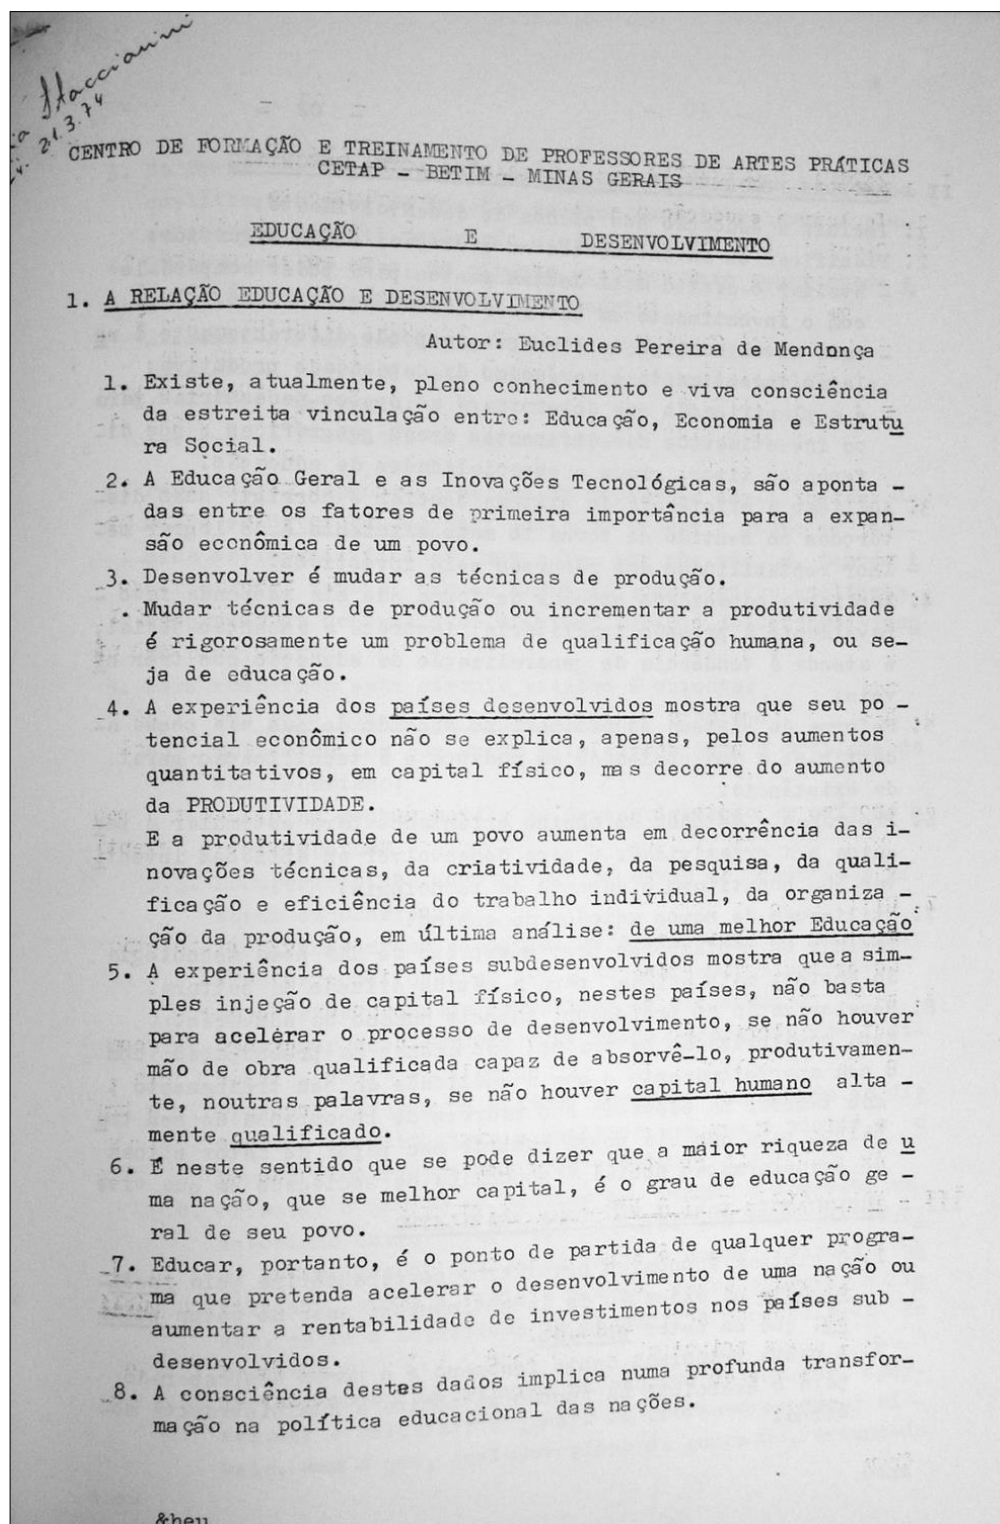 Staccianini
21.3.74
CENTRO DE FORMAÇÃO E TREINAMENTO DE PROFESSORES DE ARTES PRÁTICAS
CETAP - BETIM - MINAS GERAIS
EDUCAÇÃO E DESENVOLVIMENTO
1. A RELAÇÃO EDUCAÇÃO E DESENVOLVIMENTO
Autor: Euclides Pereira de Mendonça
1. Existe, atualmente, pleno conhecimento e viva consciência
da estreita vinculação entre: Educação, Economia e Estrutu
ra Social.
2. A Educação Geral e as Inovações Tecnológicas, são aponta -
das entre os fatores de primeira importância para a expan-
são econômica de um povo.
3. Desenvolver é mudar as técnicas de produção.
. Mudar técnicas de produção ou incrementar a produtividade
é rigorosamente um problema de qualificação humana, ou se-
ja de educação.
4. A experiência dos países desenvolvidos mostra que seu po -
tencial econômico não se explica, apenas, pelos aumentos
quantitativos, em capital físico, mas decorre do aumento
da PRODUTIVIDADE.
E a produtividade de um povo aumenta em decorrência das i-
novações técnicas, da criatividade, da pesquisa, da quali-
ficação e eficiência do trabalho individual, da organiza -
ção da produção, em última análise: de uma melhor Educação
5. A experiência dos países subdesenvolvidos mostra que a sim-
ples injeção de capital físico, nestes países, não basta
para acelerar o processo de desenvolvimento, se não houver
mão de obra qualificada capaz de absorvê-lo, produtivamen-
te, noutras palavras, se não houver capital humano alta -
mente qualificado.
6. É neste sentido que se pode dizer que a maior riqueza de u
ma nação, que se melhor capital, é o grau de educação ge -
ral de seu povo.
7. Educar, portanto, é o ponto de partida de qualquer progra-
ma que pretenda acelerar o desenvolvimento de uma nação ou
aumentar a rentabilidade de investimentos nos países sub -
desenvolvidos.
8. A consciência destes dados implica numa profunda transfor-
mação na política educacional das nações.
&heu